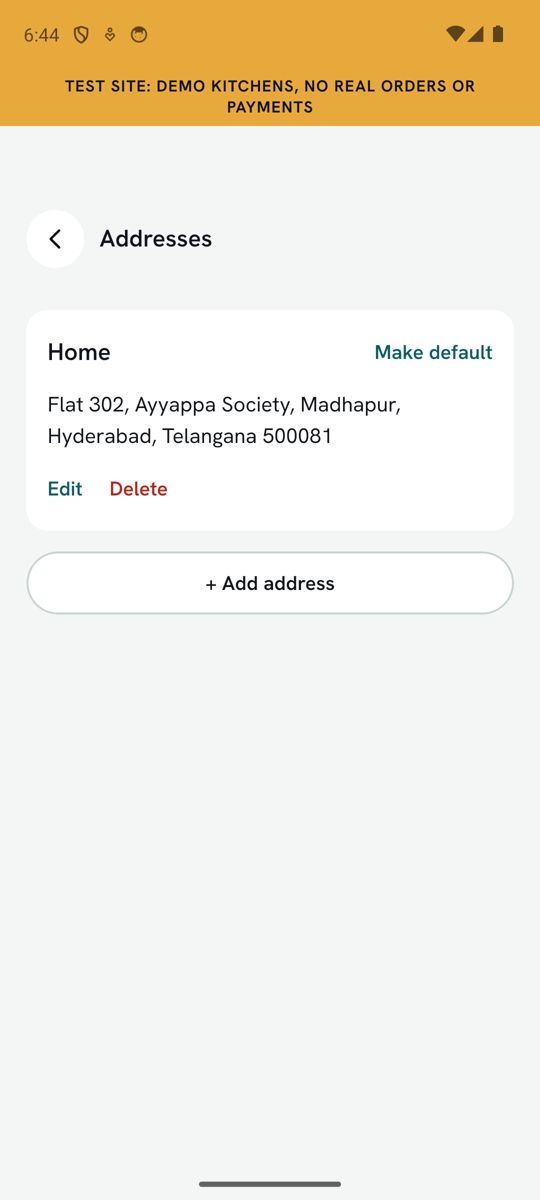 6:44
TEST SITE: DEMO KITCHENS, NO REAL ORDERS OR
PAYMENTS
Addresses
Home
Make default
Flat 302, Ayyappa Society, Madhapur,
Hyderabad, Telangana 500081
Edit Delete
+ Add address